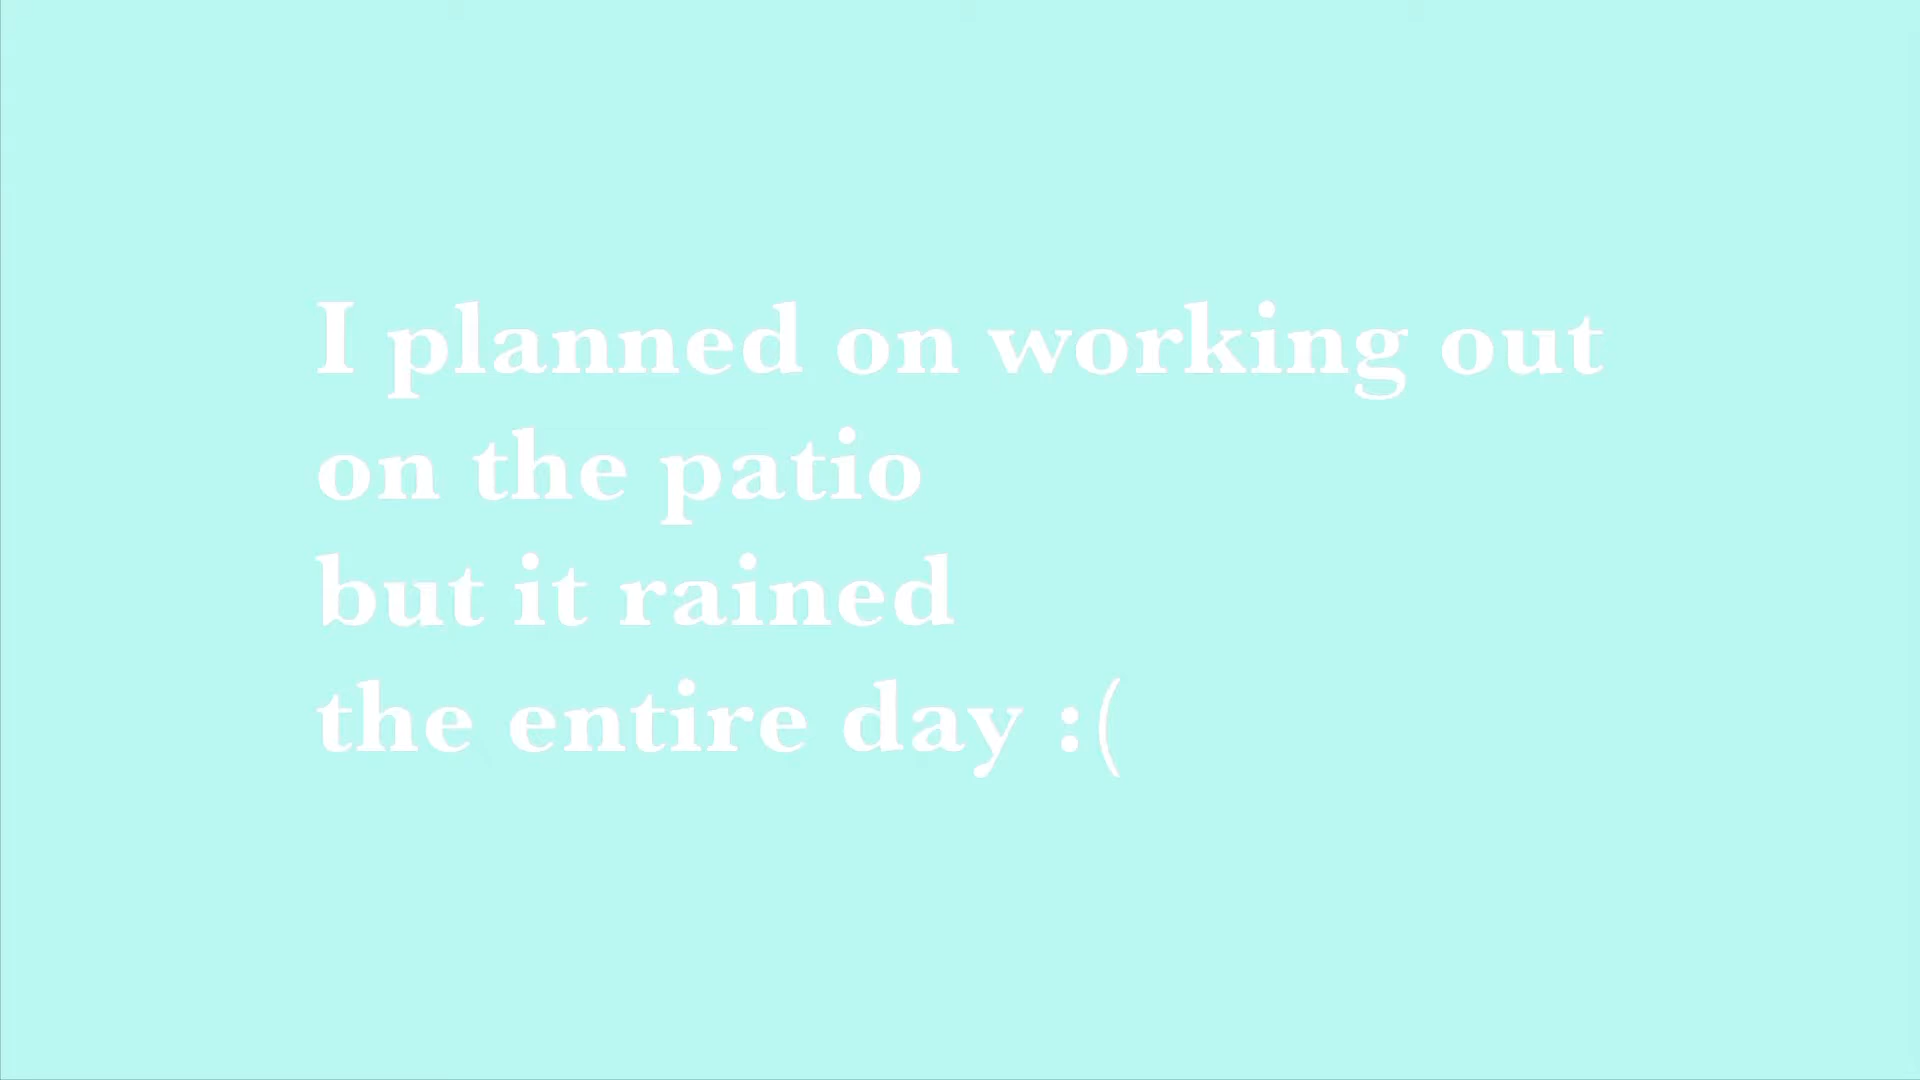 I planned on working out
on the patio
but it rained
the entire day :(